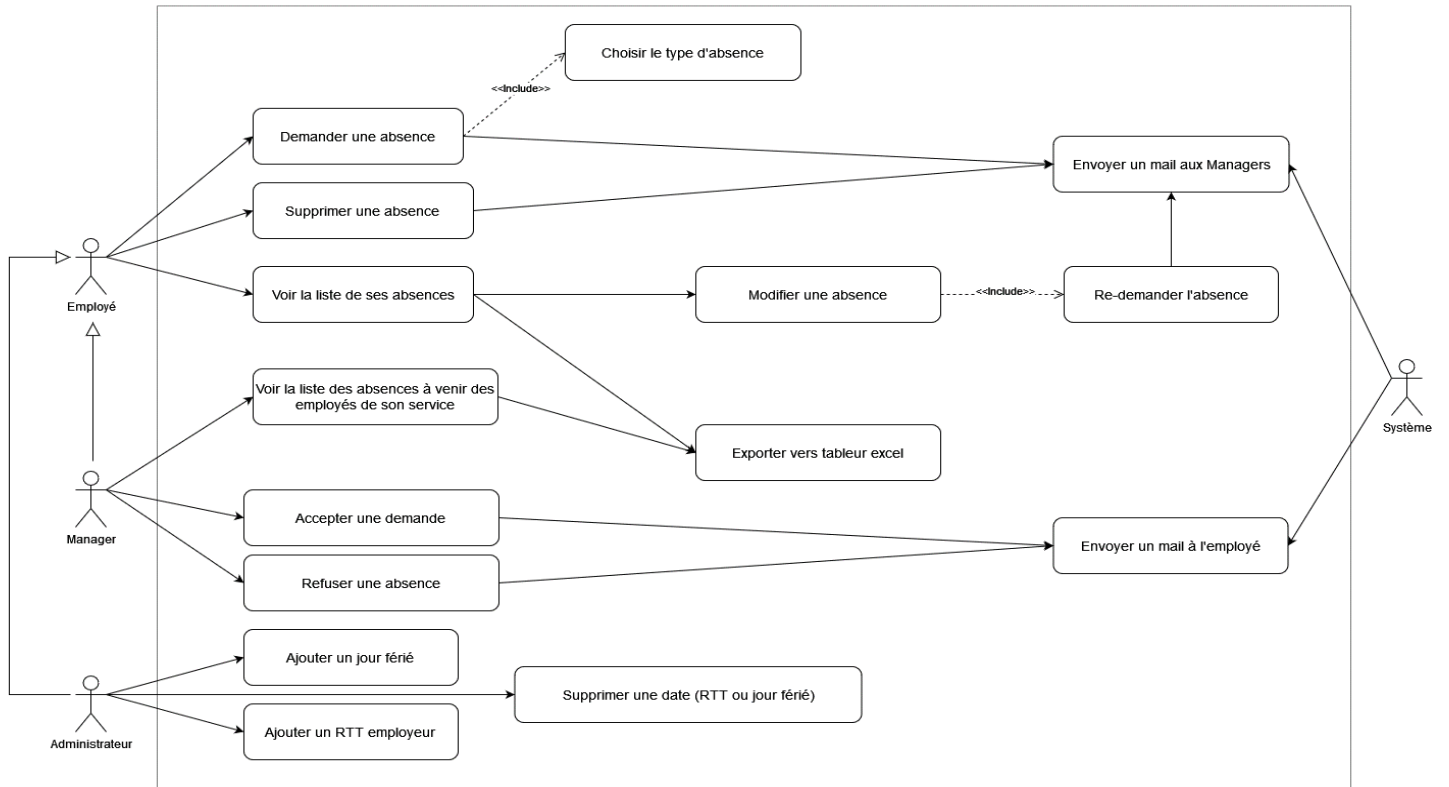 Choisir le type d'absence
<<Include>>
Demander une absence
Envoyer un mail aux Managers
Supprimer une absence
Employé
Voir la liste de ses absences
Modifier une absence
<<Include>>
Re-demander l'absence
Voir la liste des absences à venir des
employés de son service
Système
Exporter vers tableur excel
Manager
Accepter une demande
Envoyer un mail à l'employé
Refuser une absence
Ajouter un jour férié
Supprimer une date (RTT ou jour férié)
Ajouter un RTT employeur
Administrateur